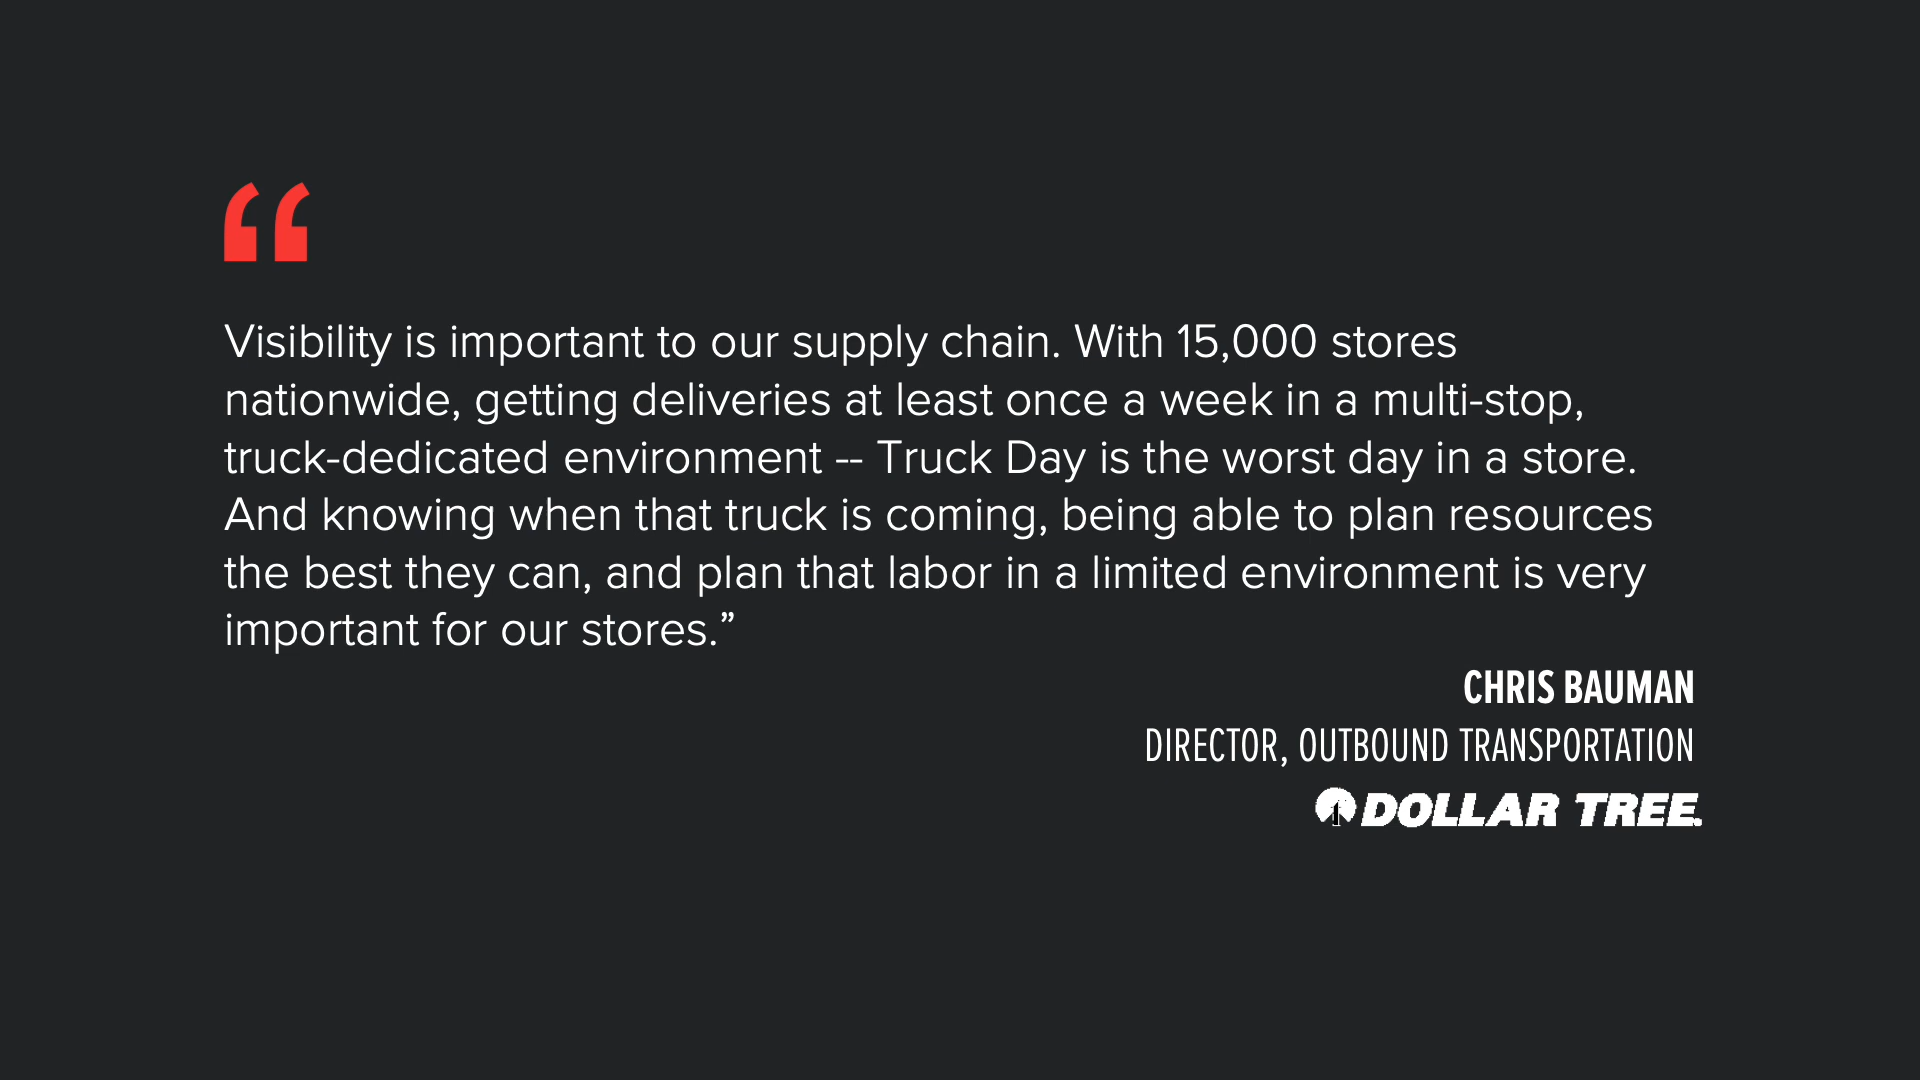 “
Visibility is important to our supply chain. With 15,000 stores
nationwide, getting deliveries at least once a week in a multi-stop,
truck-dedicated environment -- Truck Day is the worst day in a store.
And knowing when that truck is coming, being able to plan resources
the best they can, and plan that labor in a limited environment is very
important for our stores.”
CHRIS BAUMAN
DIRECTOR, OUTBOUND TRANSPORTATION
DOLLAR TREE.